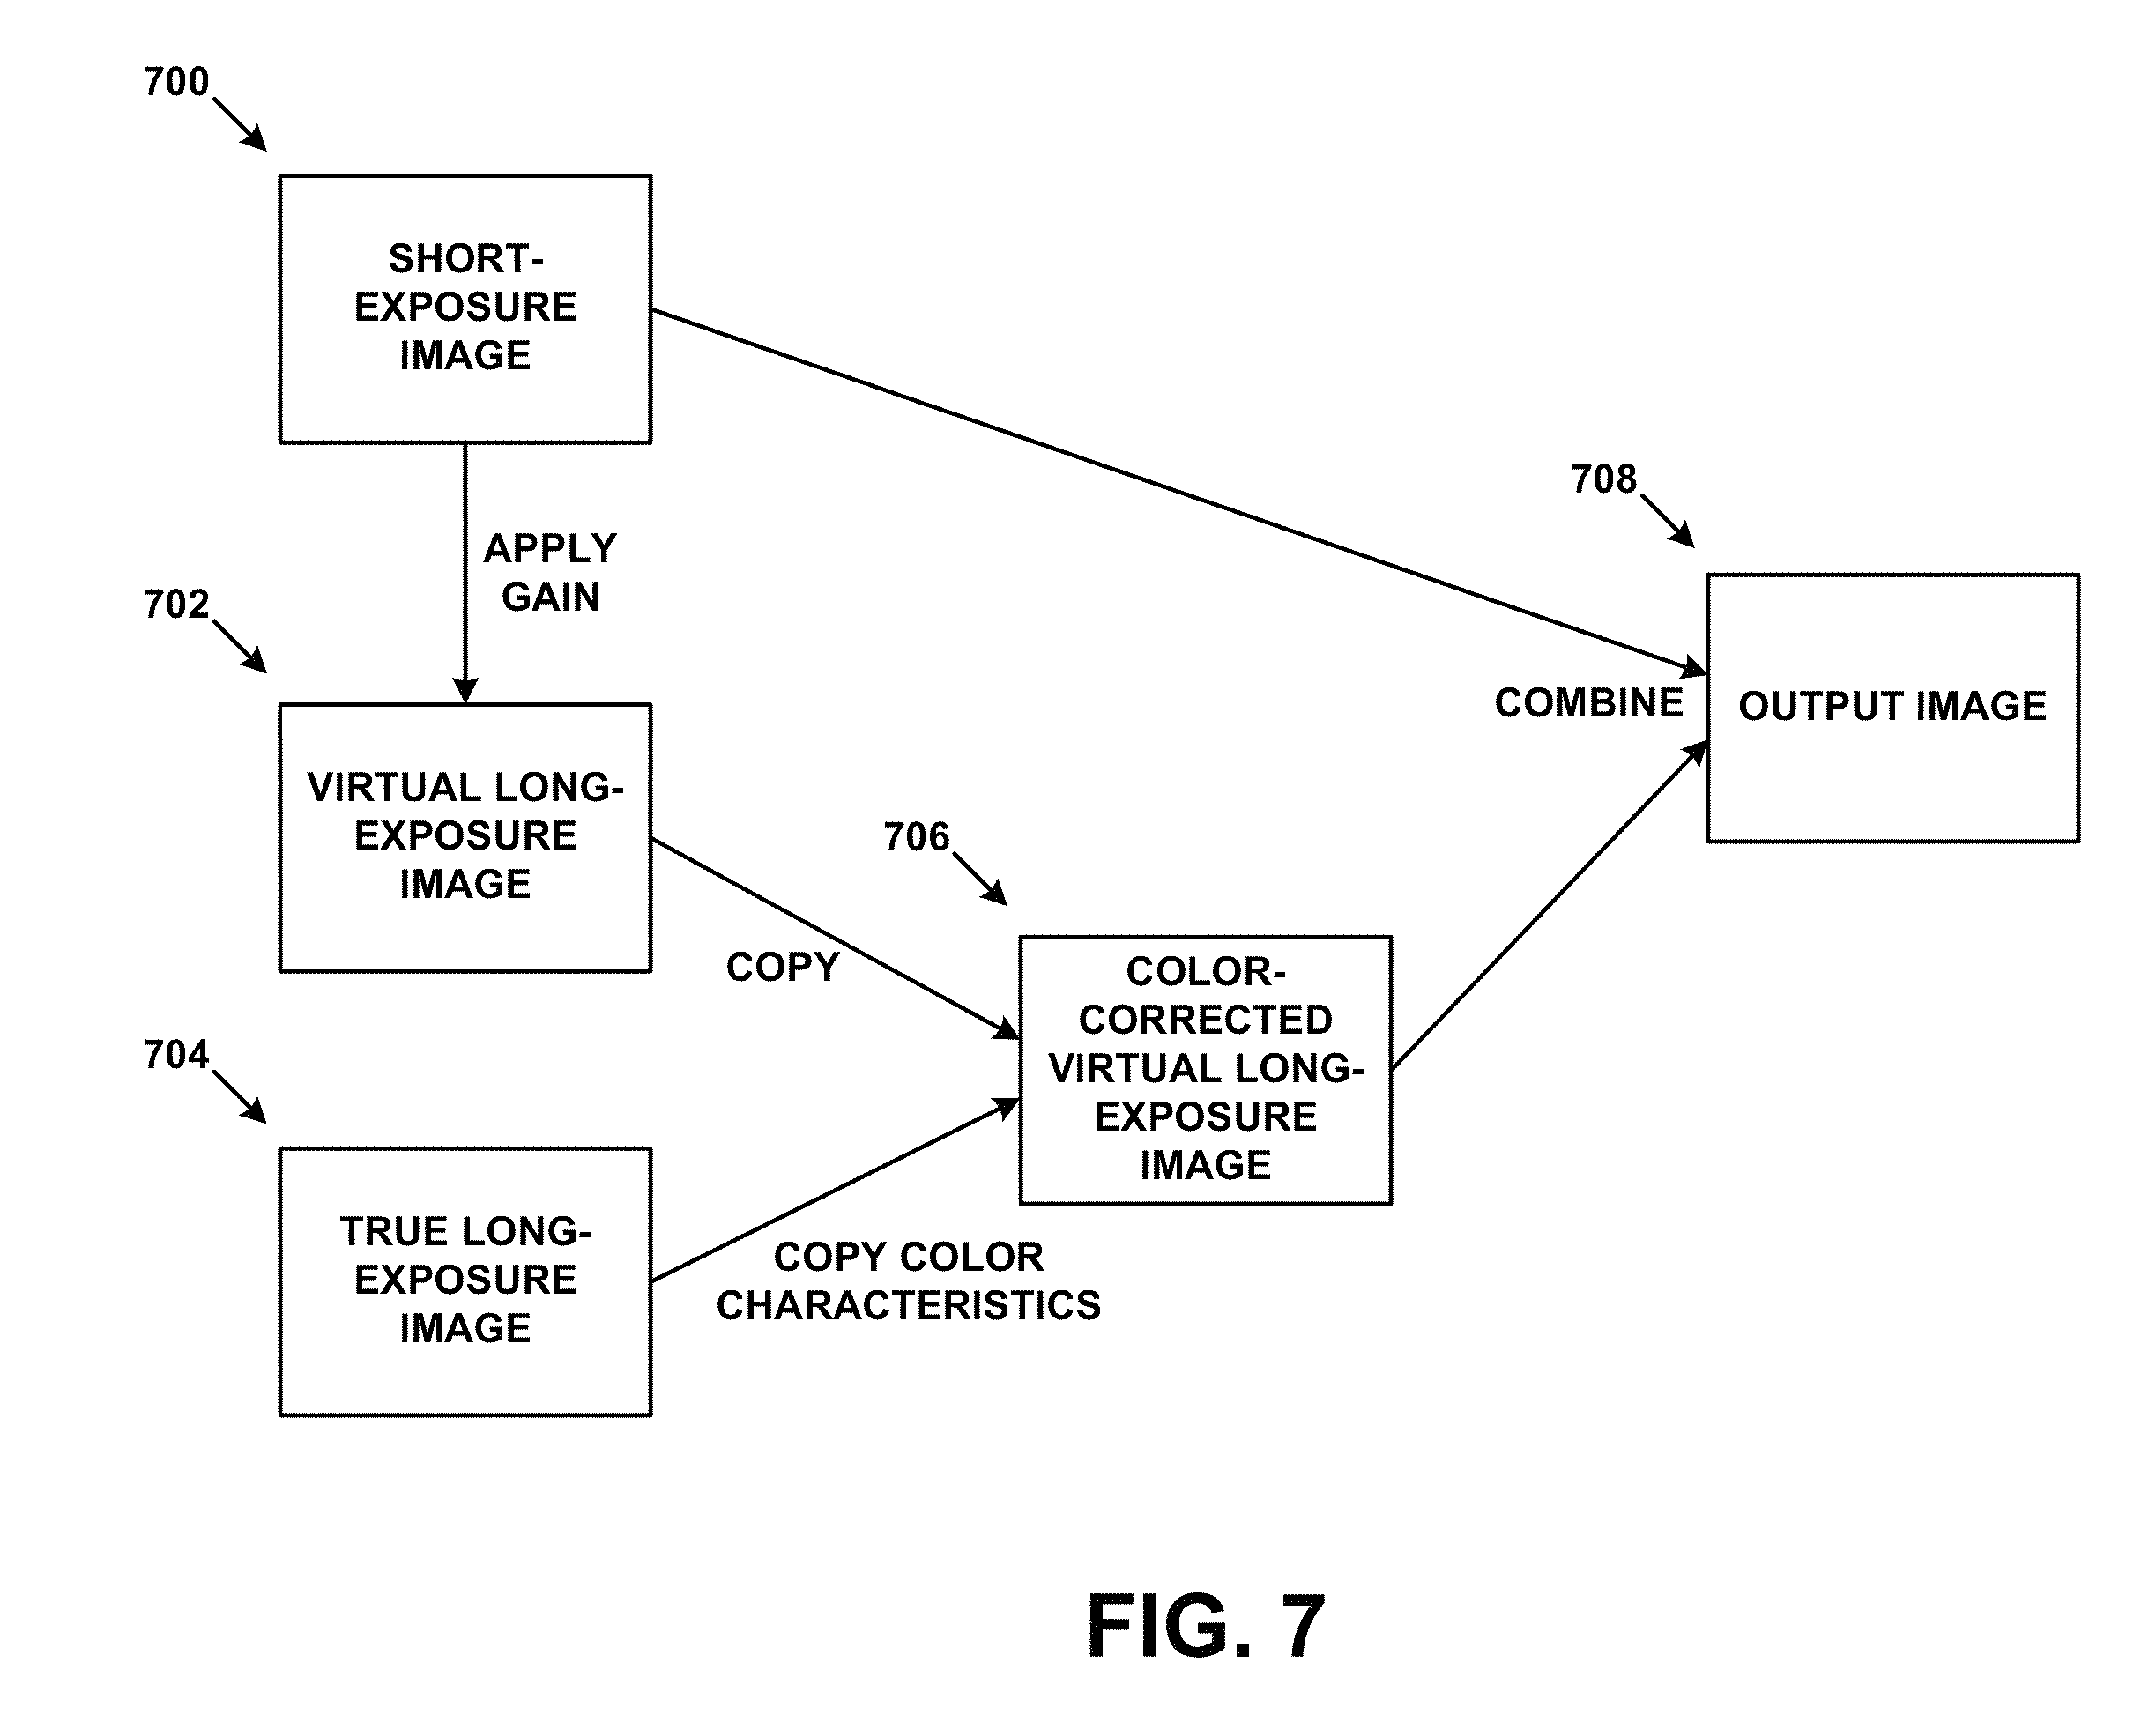 700
SHORT-
EXPOSURE
IMAGE
APPLY
GAIN
702
VIRTUAL LONG-
EXPOSURE
IMAGE
COPY
704
TRUE LONG-
EXPOSURE
IMAGE
COPY COLOR
CHARACTERISTICS
706
COLOR-
CORRECTED
VIRTUAL LONG-
EXPOSURE
IMAGE
COMBINE
708
OUTPUT IMAGE
FIG. 7